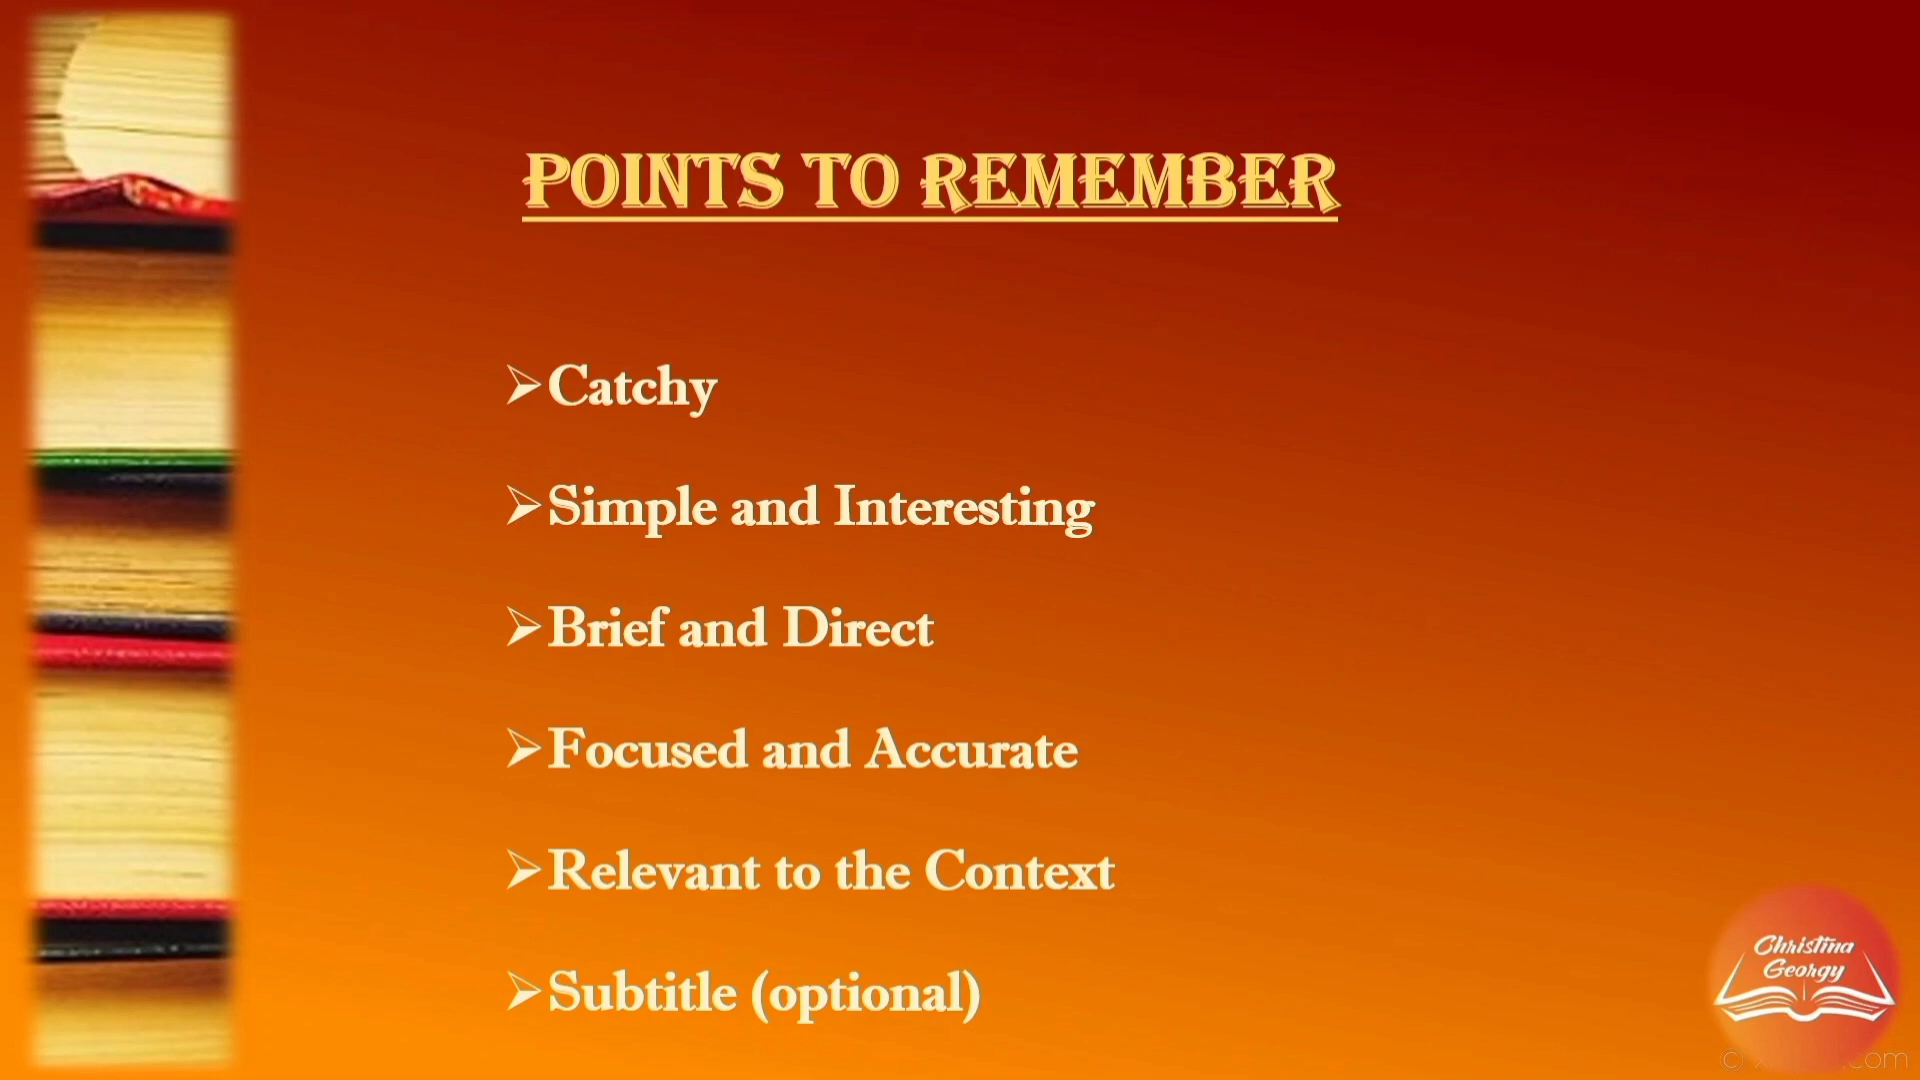 POINTS TO REMEMBER
➢Catchy
➢Simple and Interesting
➢Brief and Direct
➢Focused and Accurate
➢Relevant to the Context
➢Subtitle (optional)
Christina
Georgy